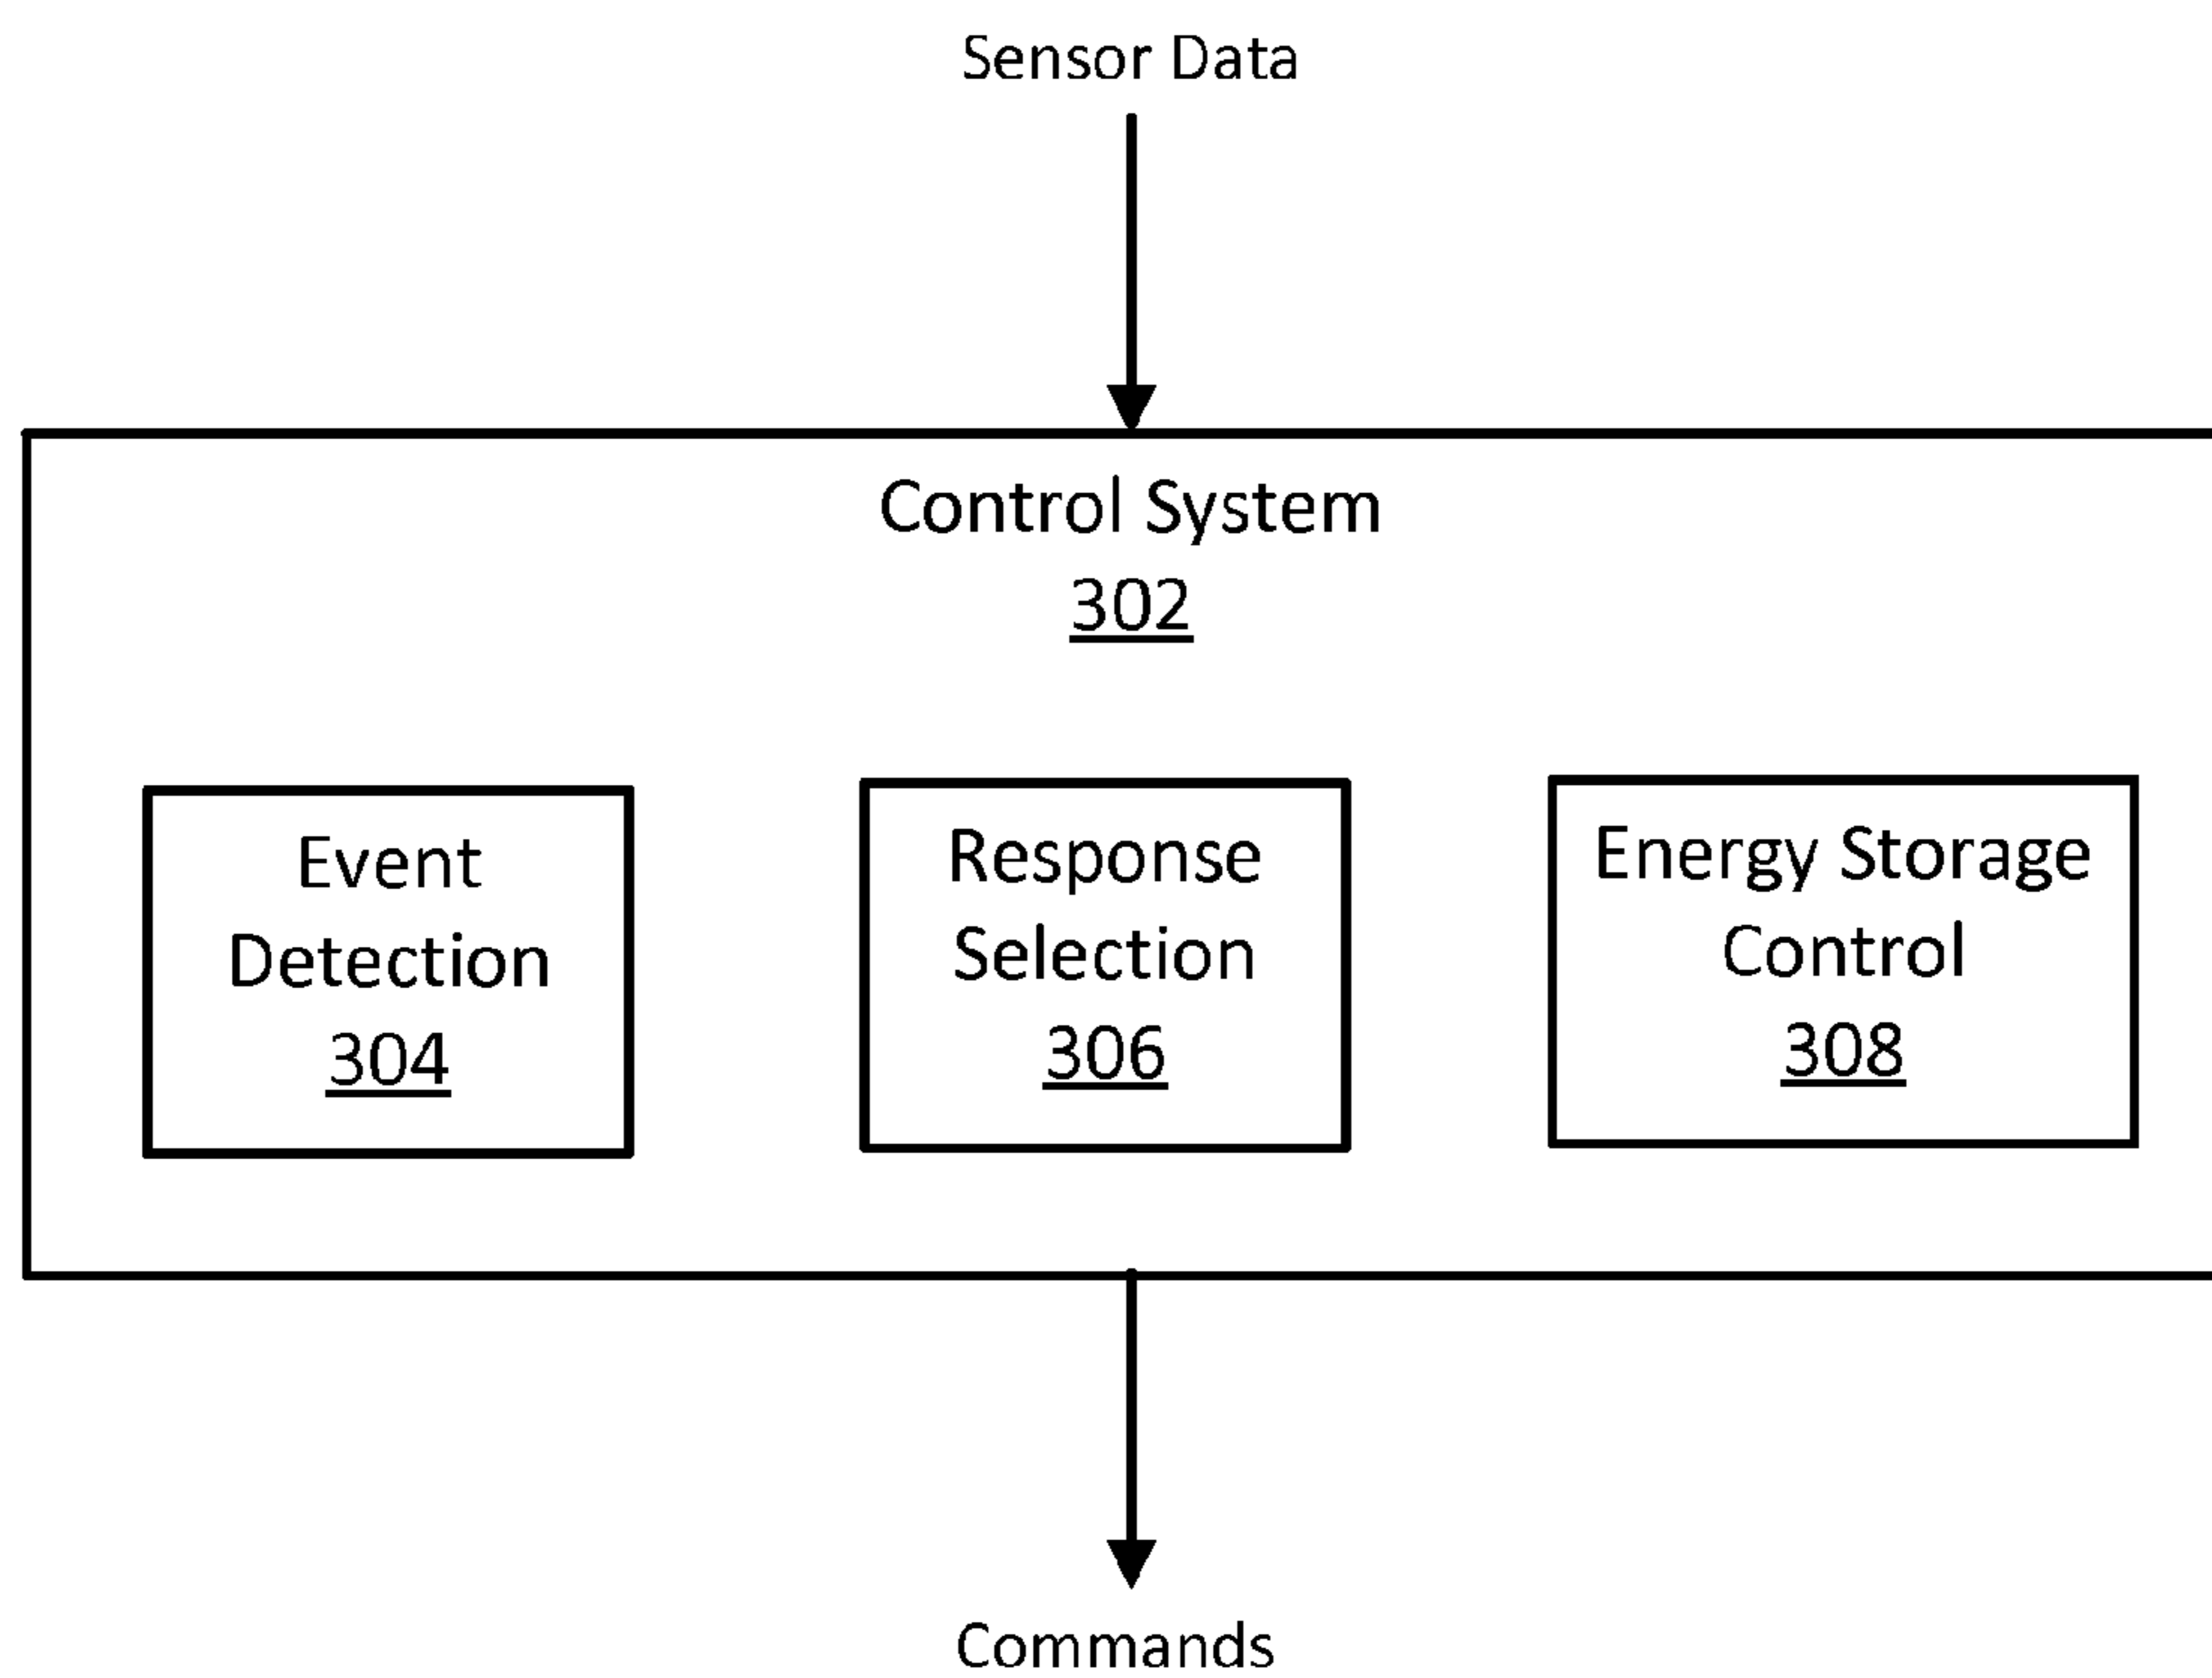 Sensor Data
Control System
302
Event
Detection
304
Response
Selection
306
Energy Storage
Control
308
Commands